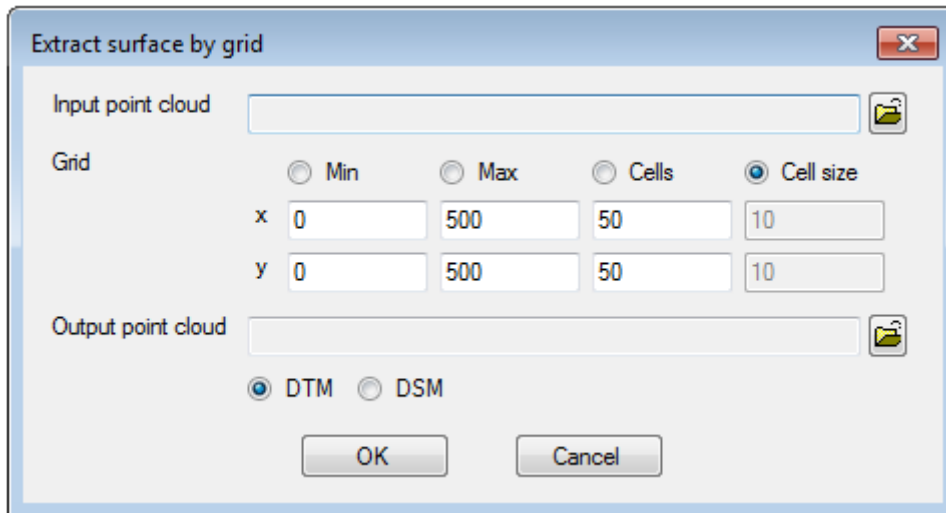 Extract surface by grid
Input point cloud
Grid
Min Max Cells Cell size
x 0 500 50 10
y 0 500 50 10
Output point cloud
DTM DSM
OK Cancel